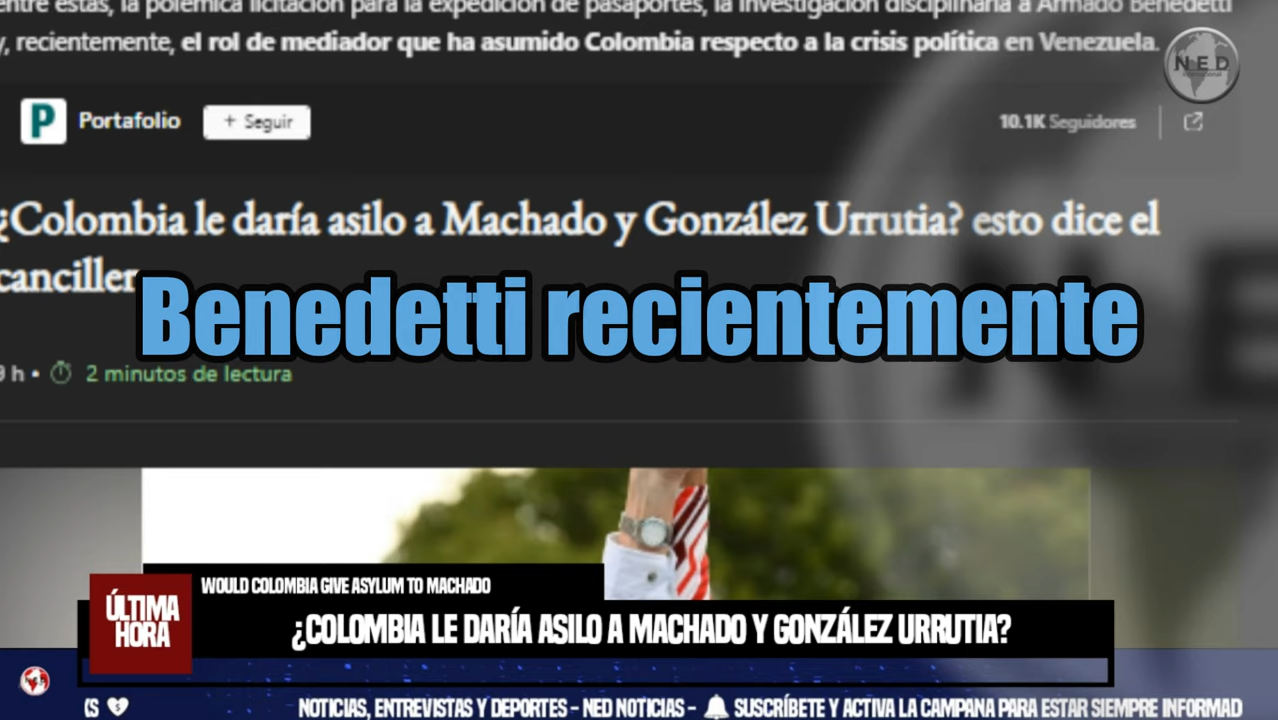 entre estas, la polémica licitación para la expedición de pasaportes, la investigación disciplinaria a Armado Benedetti
y, recientemente, el rol de mediador que ha asumido Colombia respecto a la crisis política en Venezuela.
NED
P Portafolio + Seguir 10.1K Seguidores
¿Colombia le daría asilo a Machado y González Urrutia? esto dice el
canciller
Benedetti recientemente
9 h • 2 minutos de lectura
WOULD COLOMBIA GIVE ASYLUM TO MACHADO
ÚLTIMA
HORA
¿COLOMBIA LE DARÍA ASILO A MACHADO Y GONZÁLEZ URRUTIA?
NOTICIAS, ENTREVISTAS Y DEPORTES - NED NOTICIAS - SUSCRÍBETE Y ACTIVA LA CAMPANA PARA ESTAR SIEMPRE INFORMAD